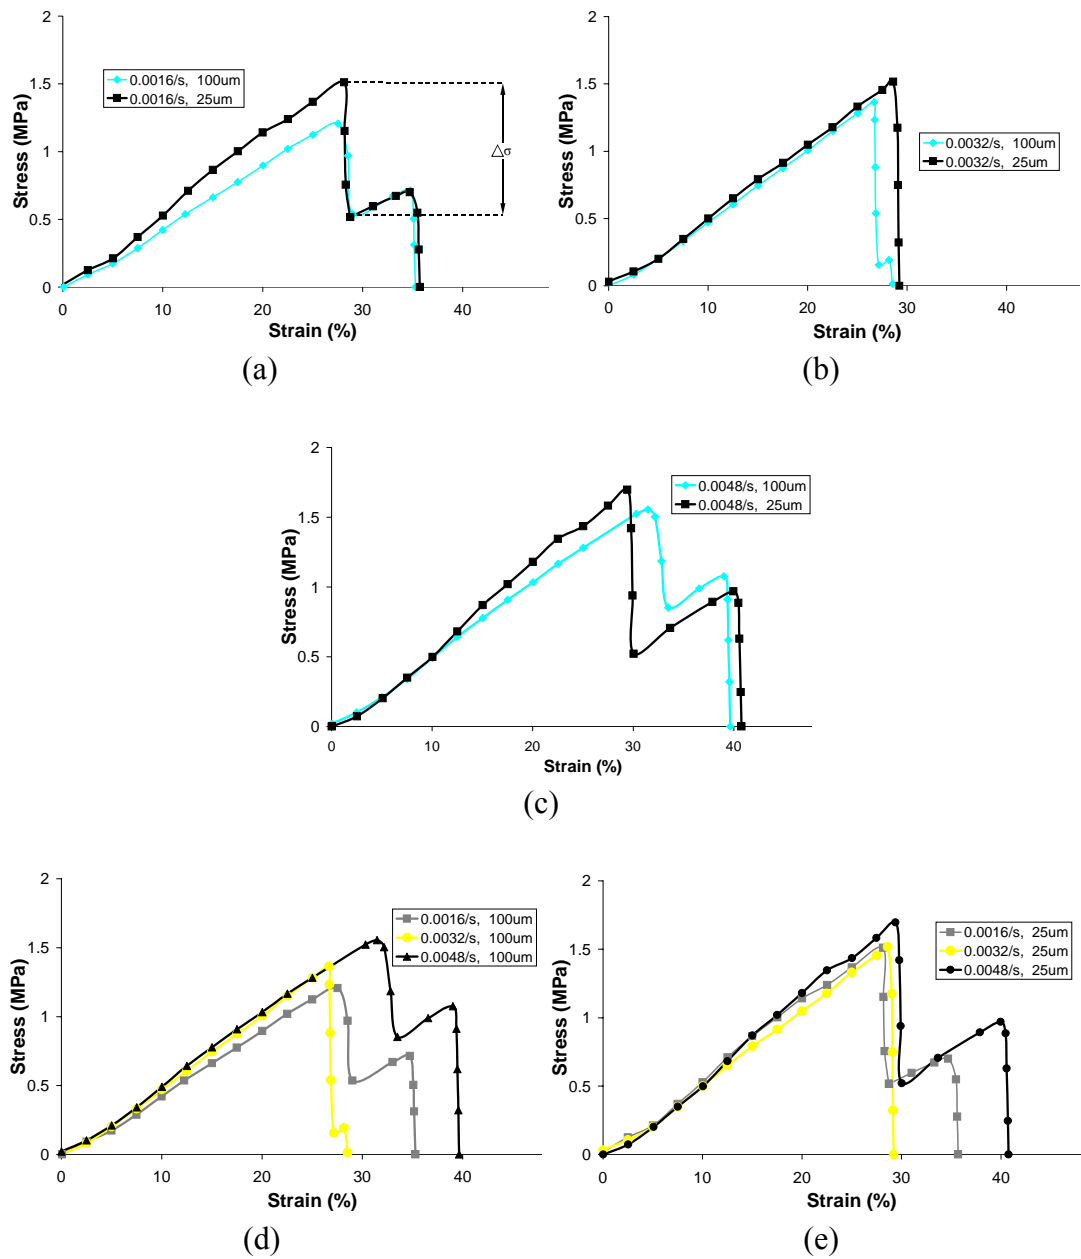 2
1.5
1
0.5
0
Stress (MPa)
0.0016/s, 100um
0.0016/s, 25um
△σ
0 10 20 30 40
Strain (%)
(a)
2
1.5
1
0.5
0
Stress (MPa)
0.0032/s, 100um
0.0032/s, 25um
0 10 20 30 40
Strain (%)
(b)
2
1.5
1
0.5
0
Stress (MPa)
0.0048/s, 100um
0.0048/s, 25um
0 10 20 30 40
Strain (%)
(c)
2
1.5
1
0.5
0
Stress (MPa)
0.0016/s, 100um
0.0032/s, 100um
0.0048/s, 100um
0 10 20 30 40
Strain (%)
(d)
2
1.5
1
0.5
0
Stress (MPa)
0.0016/s, 25um
0.0032/s, 25um
0.0048/s, 25um
0 10 20 30 40
Strain (%)
(e)